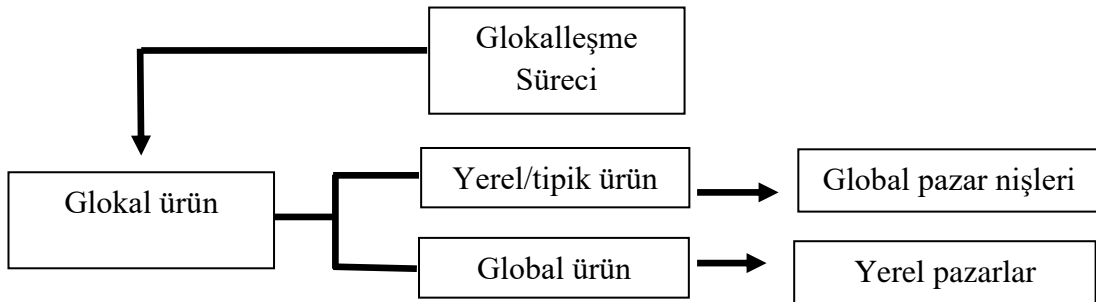 Glokalleşme
Süreci
Glokal ürün
Yerel/tipik ürün
Global pazar nişleri
Global ürün
Yerel pazarlar